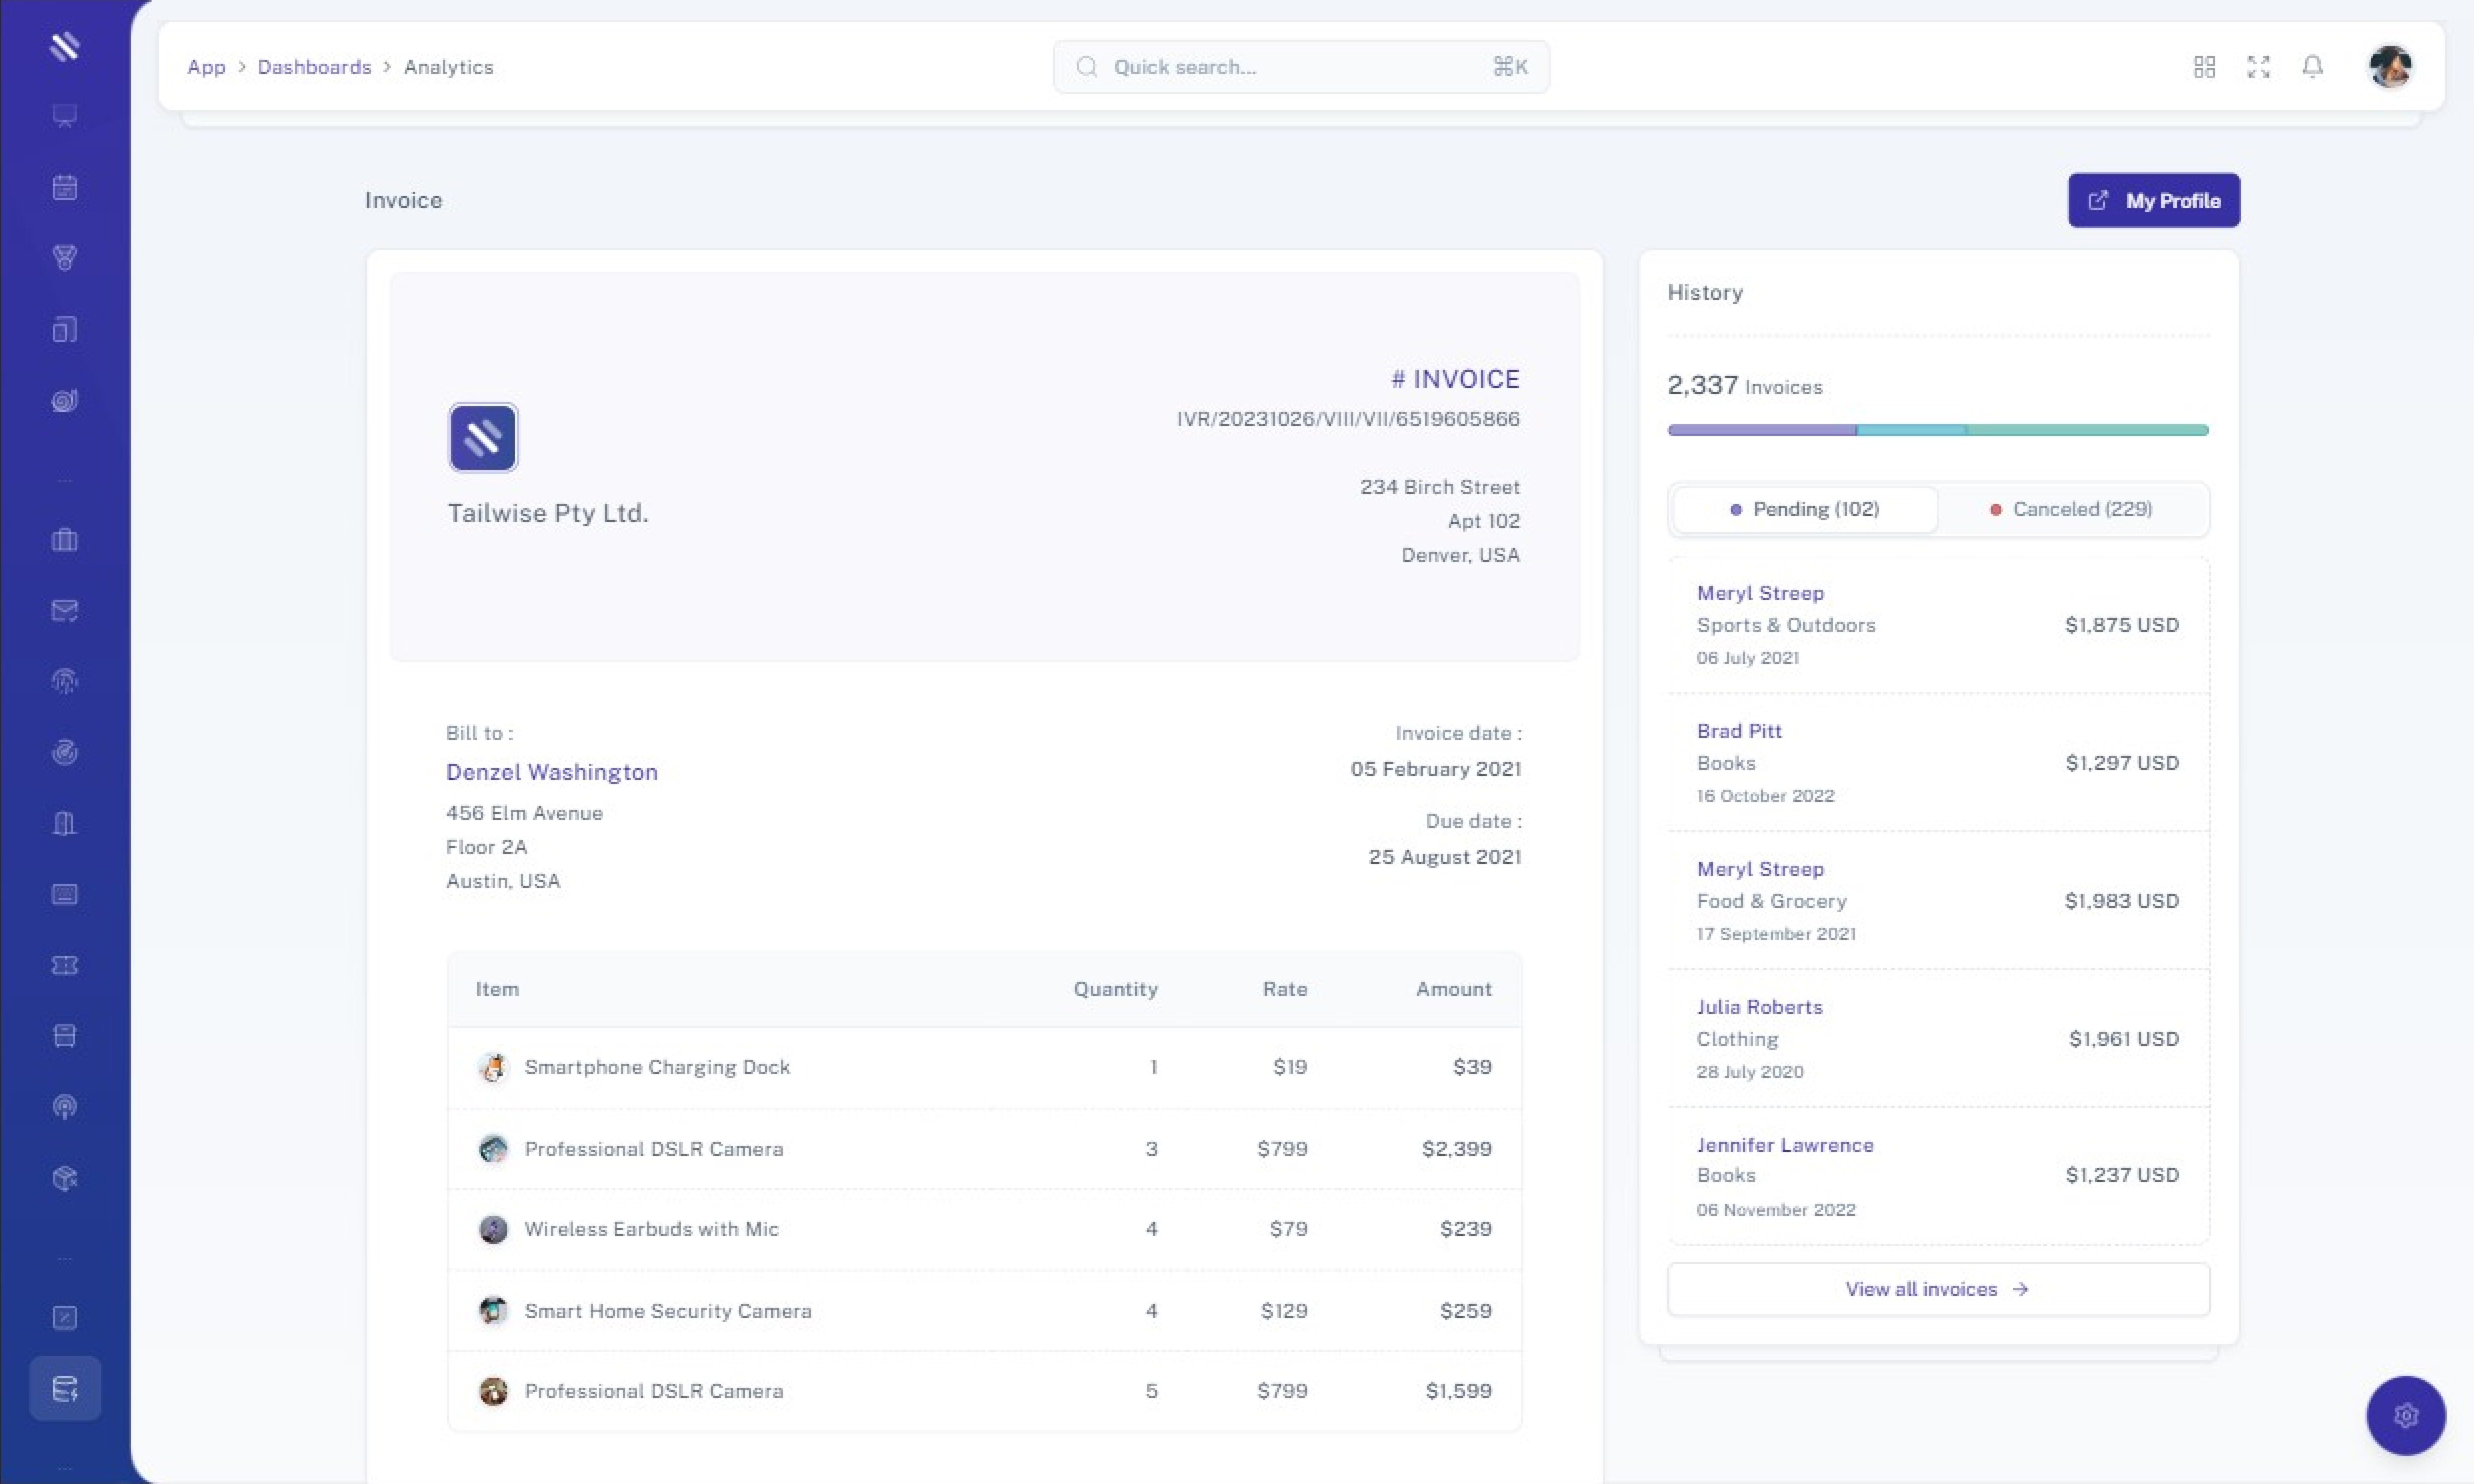 App > Dashboards > Analytics
Quick search... ⌘K
Invoice
My Profile
# INVOICE
IVR/20231026/VIII/VII/6519605866
Tailwise Pty Ltd.
234 Birch Street
Apt 102
Denver, USA
Bill to :
Denzel Washington
456 Elm Avenue
Floor 2A
Austin, USA
Invoice date :
05 February 2021
Due date :
25 August 2021
Item Quantity Rate Amount
Smartphone Charging Dock 1 $19 $39
Professional DSLR Camera 3 $799 $2,399
Wireless Earbuds with Mic 4 $79 $239
Smart Home Security Camera 4 $129 $259
Professional DSLR Camera 5 $799 $1,599
History
2,337 Invoices
Pending (102) Canceled (229)
Meryl Streep
Sports & Outdoors $1,875 USD
06 July 2021
Brad Pitt
Books $1,297 USD
16 October 2022
Meryl Streep
Food & Grocery $1,983 USD
17 September 2021
Julia Roberts
Clothing $1,961 USD
28 July 2020
Jennifer Lawrence
Books $1,237 USD
06 November 2022
View all invoices →